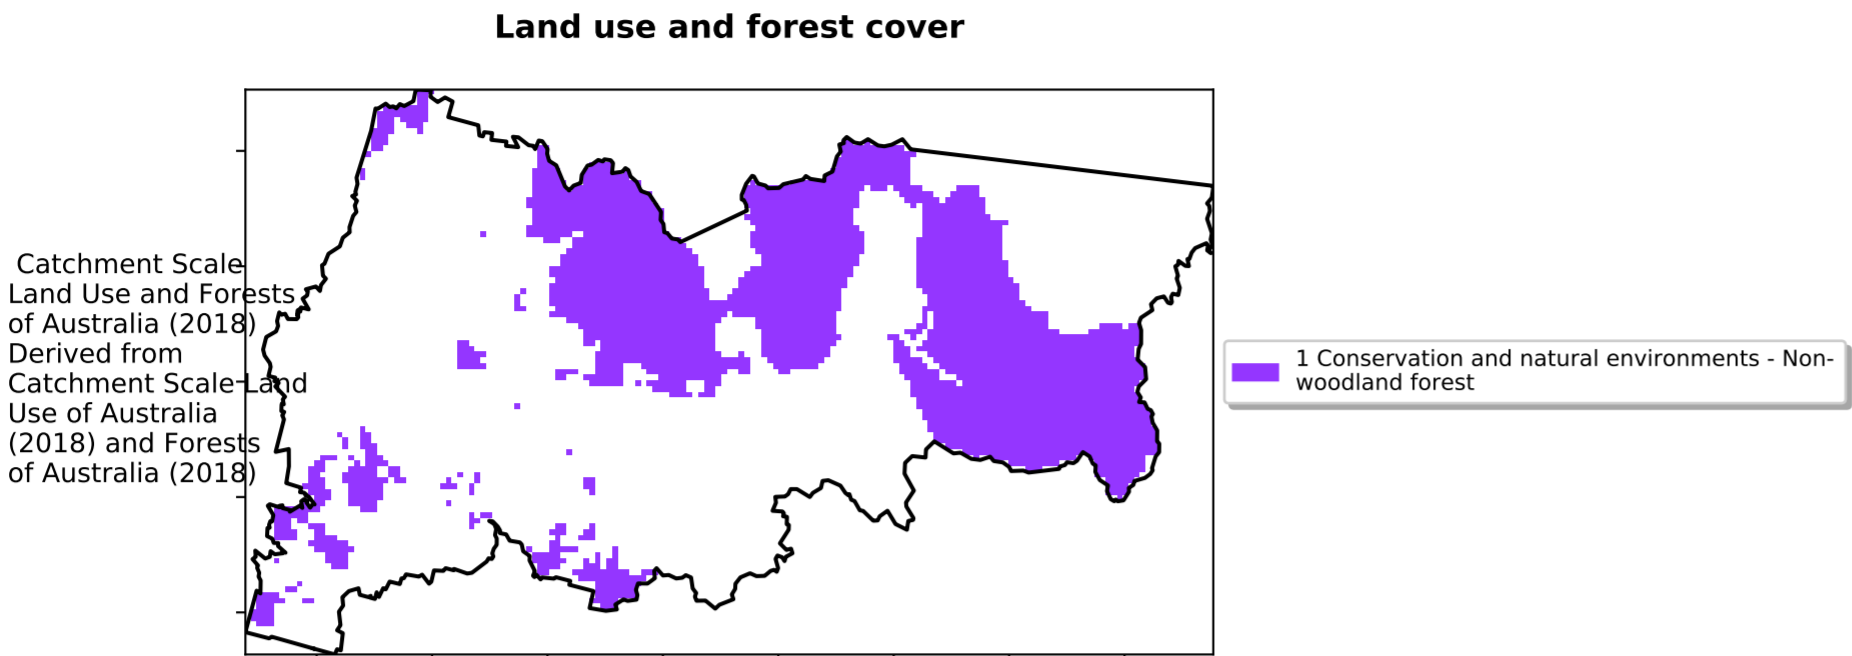 Land use and forest cover
Catchment Scale
Land Use and Forests
of Australia (2018)
Derived from
Catchment Scale Land
Use of Australia
(2018) and Forests
of Australia (2018)
1 Conservation and natural environments - Non-
woodland forest